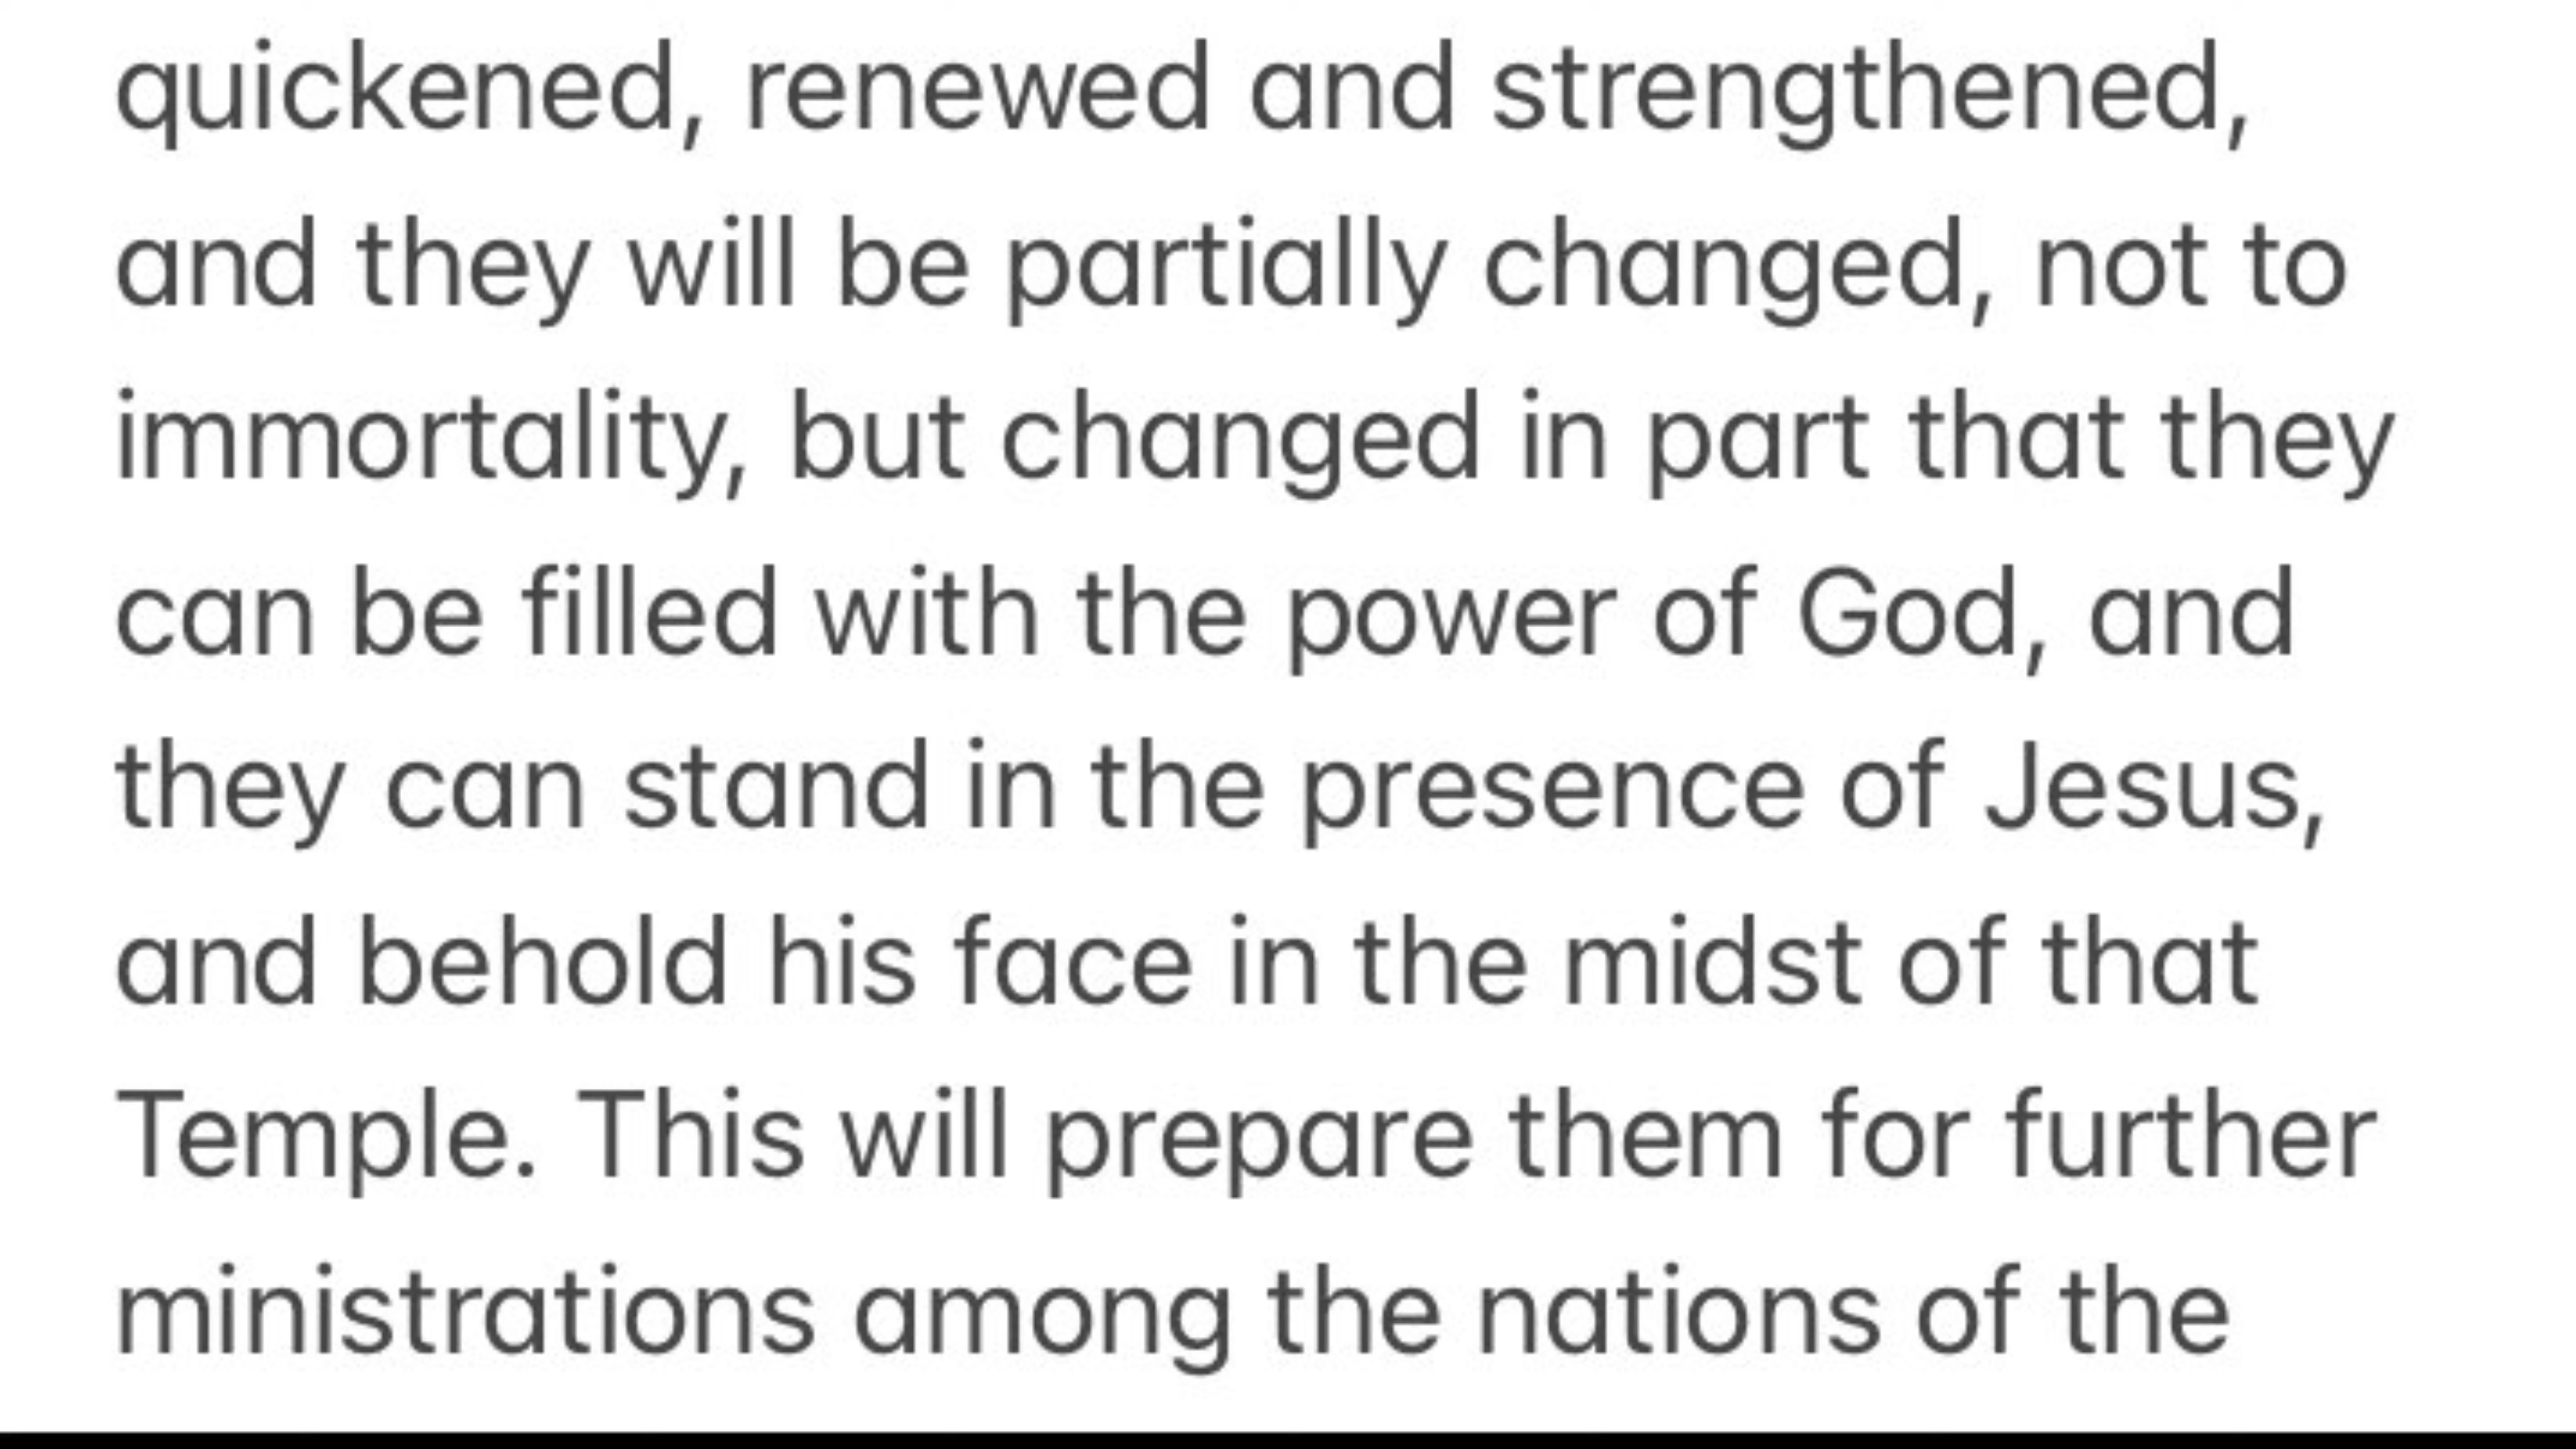 quickened, renewed and strengthened,
and they will be partially changed, not to
immortality, but changed in part that they
can be filled with the power of God, and
they can stand in the presence of Jesus,
and behold his face in the midst of that
Temple. This will prepare them for further
ministrations among the nations of the